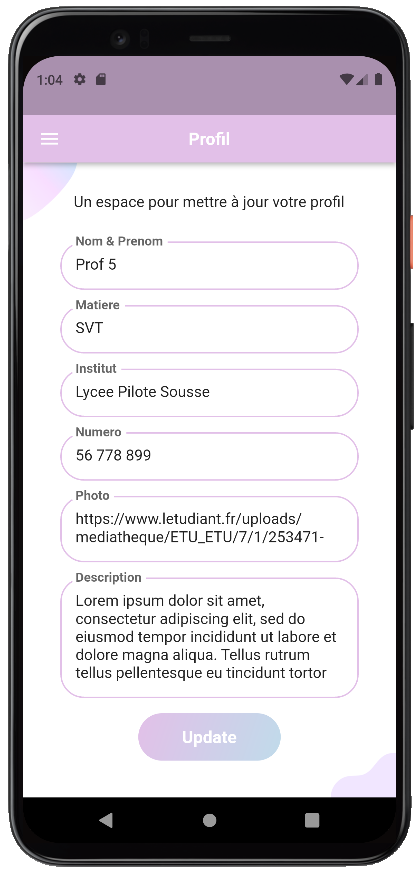 1:04
Profil
Un espace pour mettre à jour votre profil
Nom & Prenom
Prof 5
Matiere
SVT
Institut
Lycee Pilote Sousse
Numero
56 778 899
Photo
https://www.letudiant.fr/uploads/
mediatheque/ETU_ETU/7/1/253471-
Description
Lorem ipsum dolor sit amet,
consectetur adipiscing elit, sed do
eiusmod tempor incididunt ut labore et
dolore magna aliqua. Tellus rutrum
tellus pellentesque eu tincidunt tortor
Update